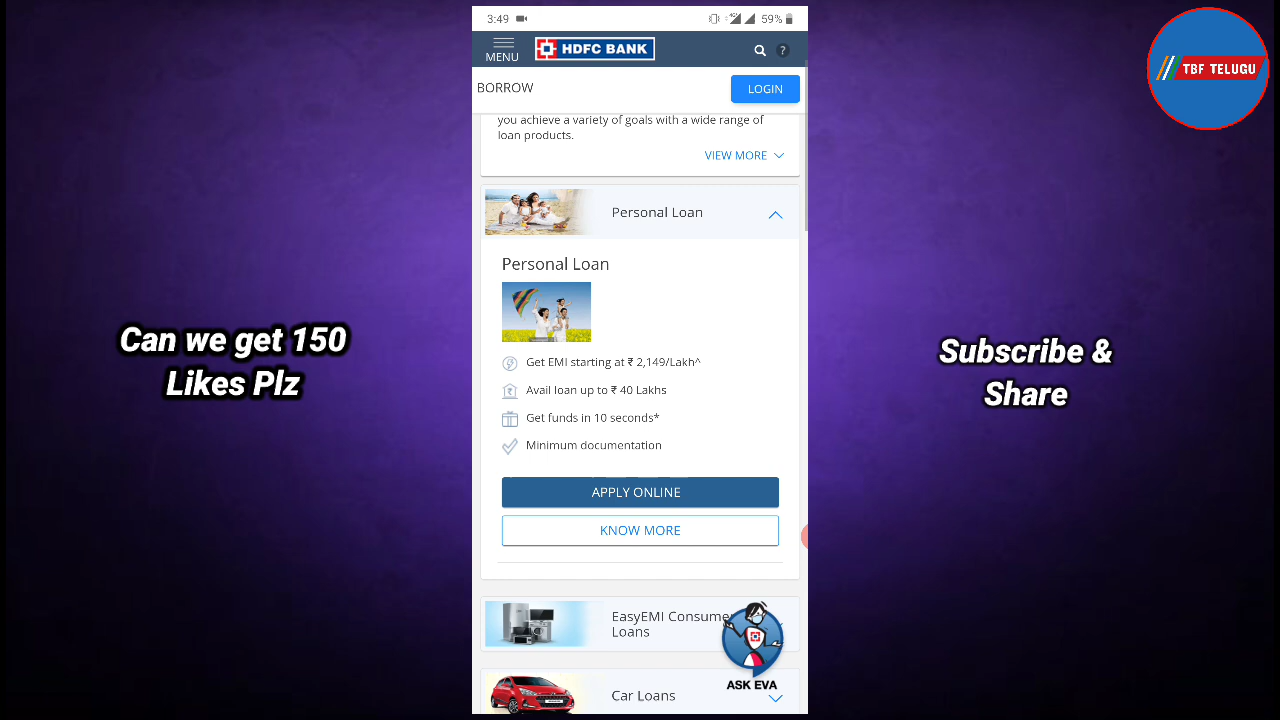 3:49
4G
59%
MENU
HDFC BANK
?
BORROW
LOGIN
you achieve a variety of goals with a wide range of
loan products.
VIEW MORE
Personal Loan
Personal Loan
Get EMI starting at ₹ 2,149/Lakh^
Avail loan up to ₹ 40 Lakhs
Get funds in 10 seconds*
Minimum documentation
APPLY ONLINE
KNOW MORE
EasyEMI Consumer
Loans
ASK EVA
Car Loans
Can we get 150
Likes Plz
TBF TELUGU
Subscribe &
Share